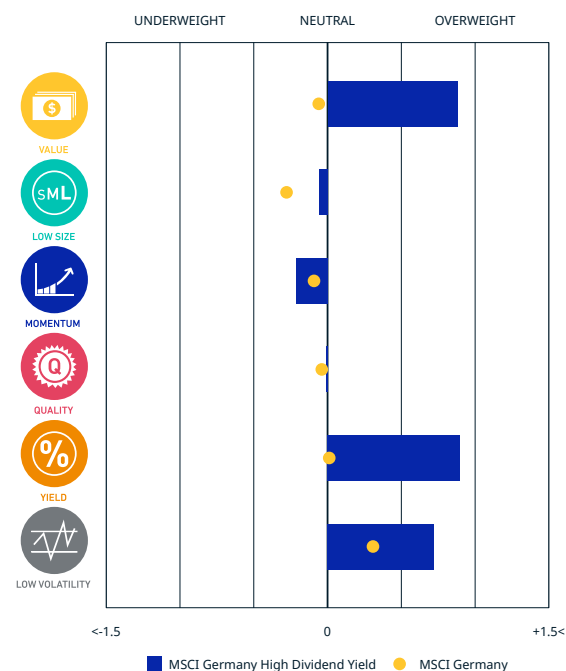 UNDERWEIGHT NEUTRAL OVERWEIGHT
$
VALUE
SML
LOW SIZE
MOMENTUM
Q
QUALITY
%
YIELD
LOW VOLATILITY
<-1.5 0 +1.5<
MSCI Germany High Dividend Yield MSCI Germany